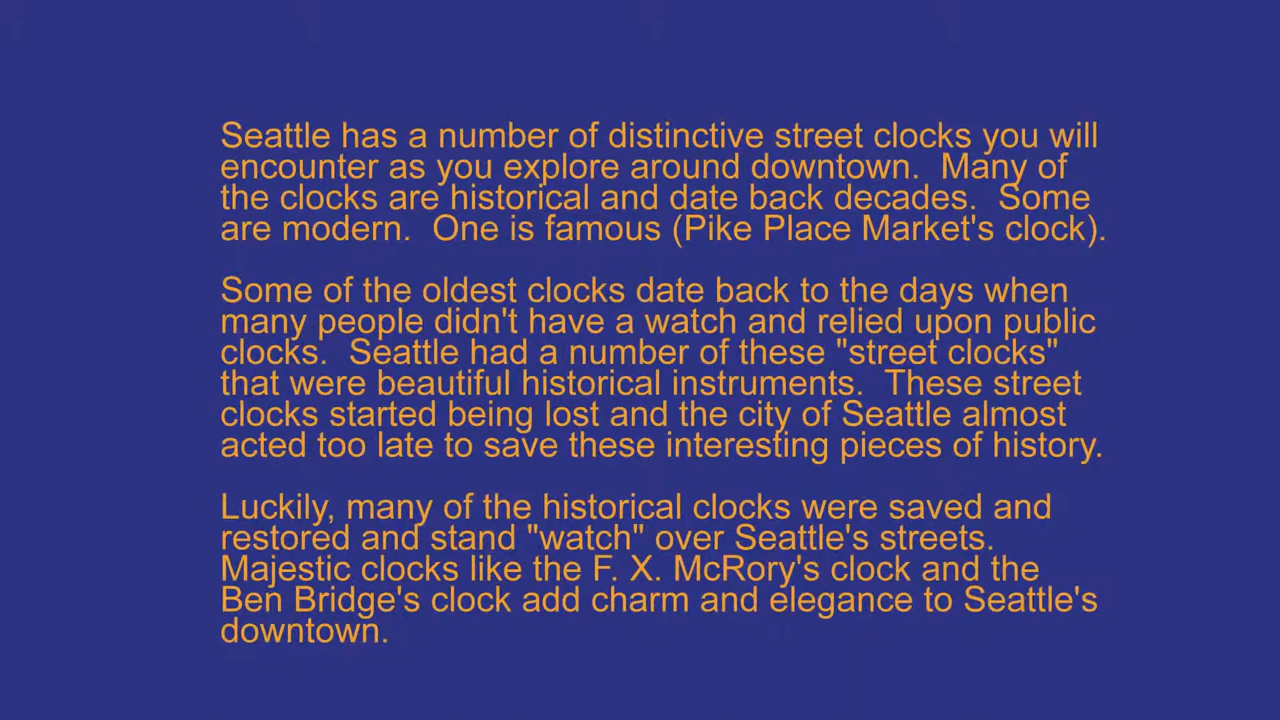 Seattle has a number of distinctive street clocks you will
encounter as you explore around downtown.  Many of
the clocks are historical and date back decades.  Some
are modern.  One is famous (Pike Place Market's clock).
Some of the oldest clocks date back to the days when
many people didn't have a watch and relied upon public
clocks.  Seattle had a number of these "street clocks"
that were beautiful historical instruments.  These street
clocks started being lost and the city of Seattle almost
acted too late to save these interesting pieces of history.
Luckily, many of the historical clocks were saved and
restored and stand "watch" over Seattle's streets.
Majestic clocks like the F. X. McRory's clock and the
Ben Bridge's clock add charm and elegance to Seattle's
downtown.